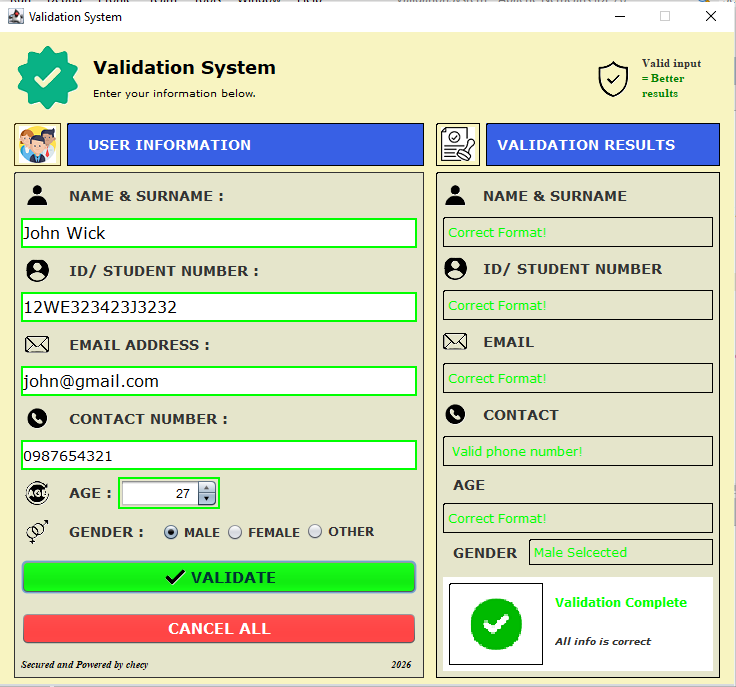 Validation System
Validation System
Enter your information below.
Valid input
= Better
results
USER INFORMATION
VALIDATION RESULTS
NAME & SURNAME :
John Wick
ID/ STUDENT NUMBER :
12WE323423J3232
EMAIL ADDRESS :
john@gmail.com
CONTACT NUMBER :
0987654321
AGE
AGE :
27
GENDER :
MALE
FEMALE
OTHER
VALIDATE
CANCEL ALL
Secured and Powered by checy
2026
NAME & SURNAME
Correct Format!
ID/ STUDENT NUMBER
Correct Format!
EMAIL
Correct Format!
CONTACT
Valid phone number!
AGE
Correct Format!
GENDER
Male Selcected
Validation Complete
All info is correct